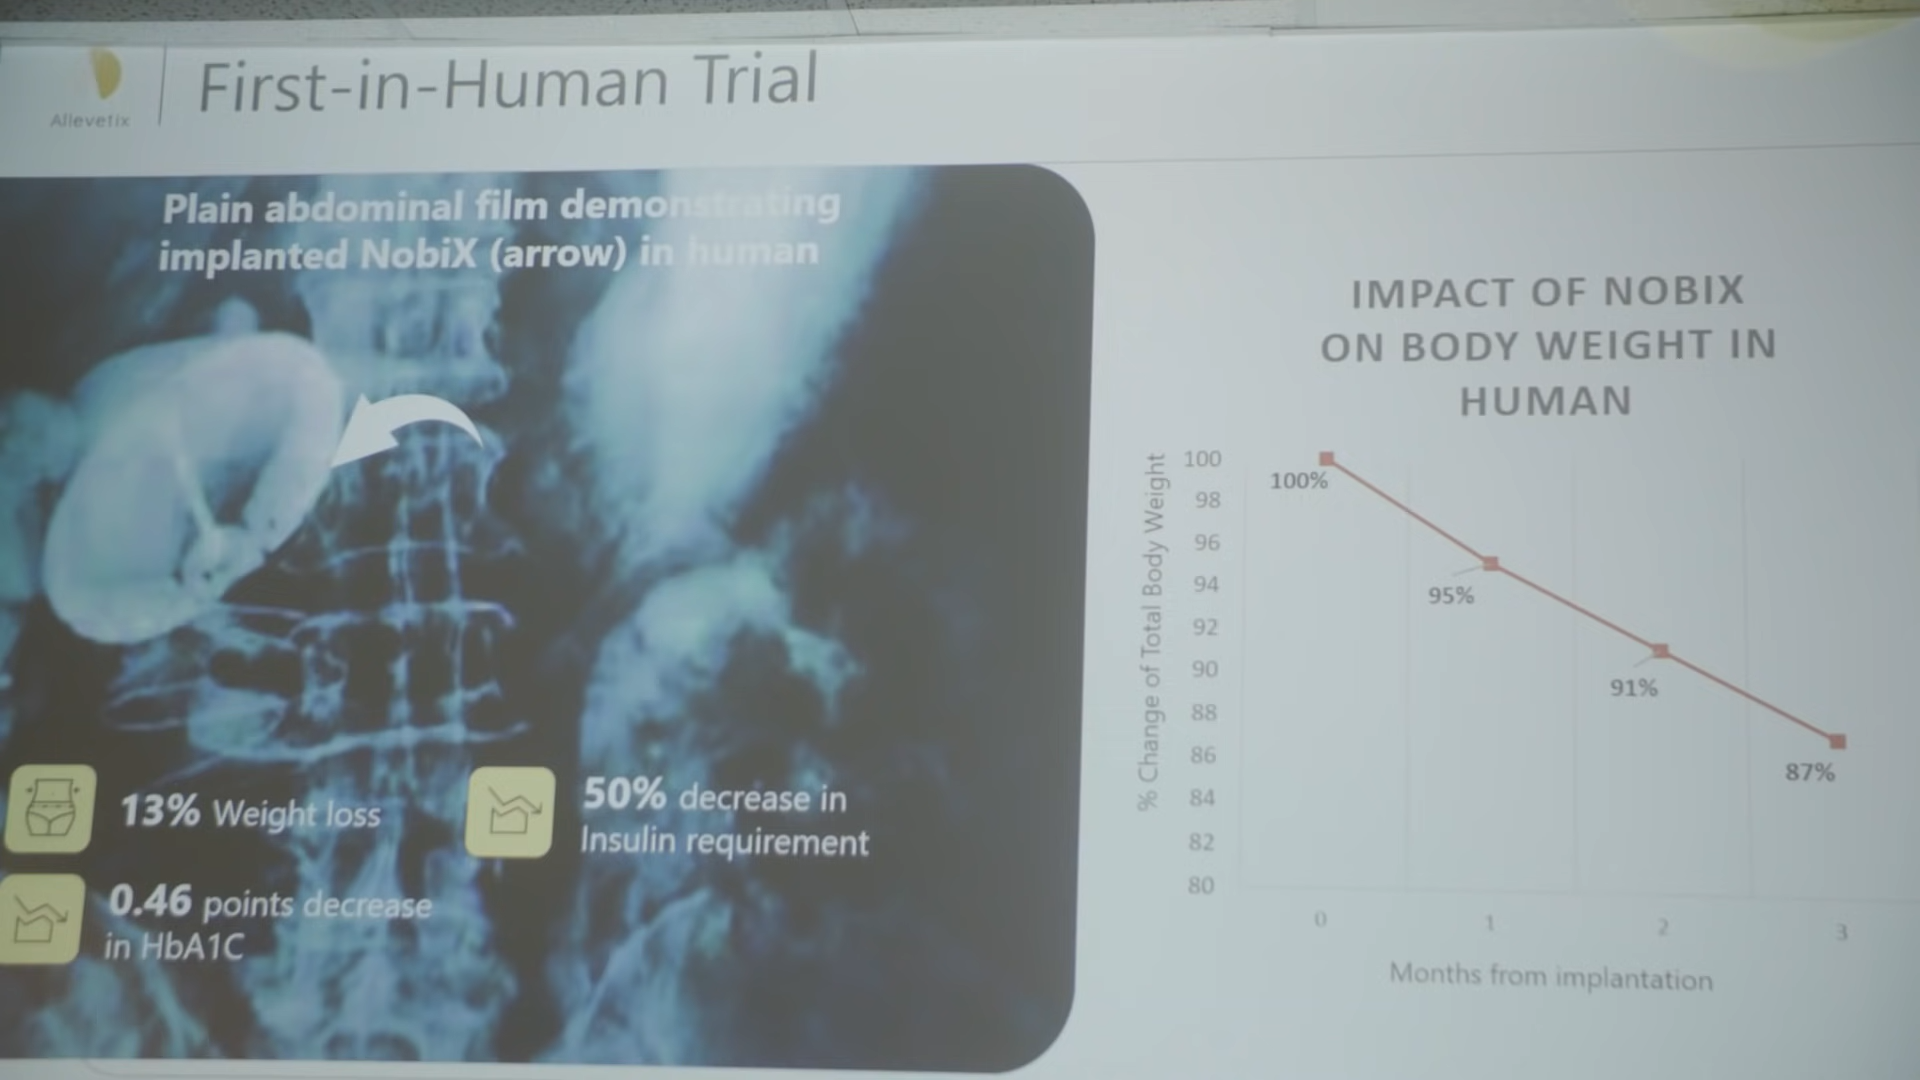 Allevetix
First-in-Human Trial
Plain abdominal film demonstrating
implanted NobiX (arrow) in human
13% Weight loss
50% decrease in
Insulin requirement
0.46 points decrease
in HbA1C
IMPACT OF NOBIX
ON BODY WEIGHT IN
HUMAN
% Change of Total Body Weight
100
98
96
94
92
90
88
86
84
82
80
100%
95%
91%
87%
0
1
2
3
Months from implantation